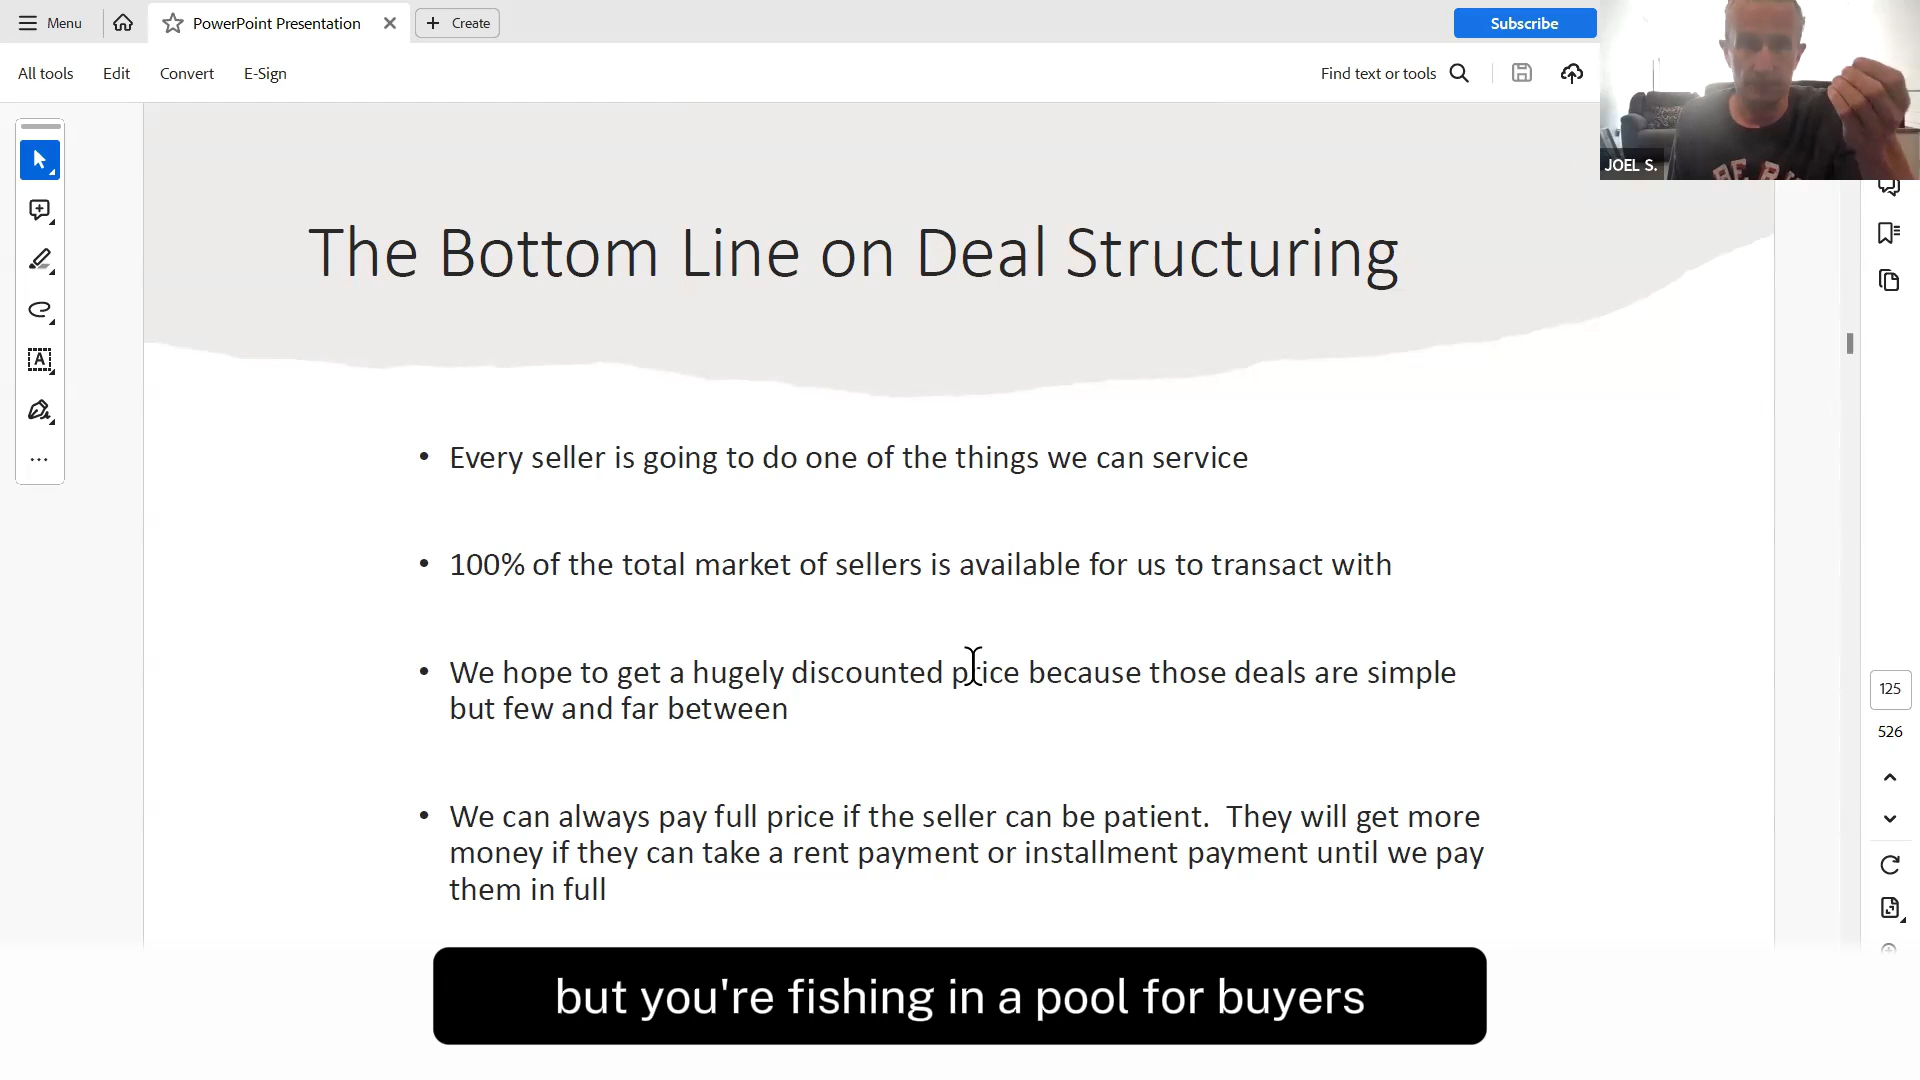 Menu
PowerPoint Presentation
Create
Subscribe
All tools
Edit
Convert
E-Sign
Find text or tools
JOEL S.
The Bottom Line on Deal Structuring
• Every seller is going to do one of the things we can service
• 100% of the total market of sellers is available for us to transact with
• We hope to get a hugely discounted price because those deals are simple
but few and far between
• We can always pay full price if the seller can be patient. They will get more
money if they can take a rent payment or installment payment until we pay
them in full
125
526
but you're fishing in a pool for buyers